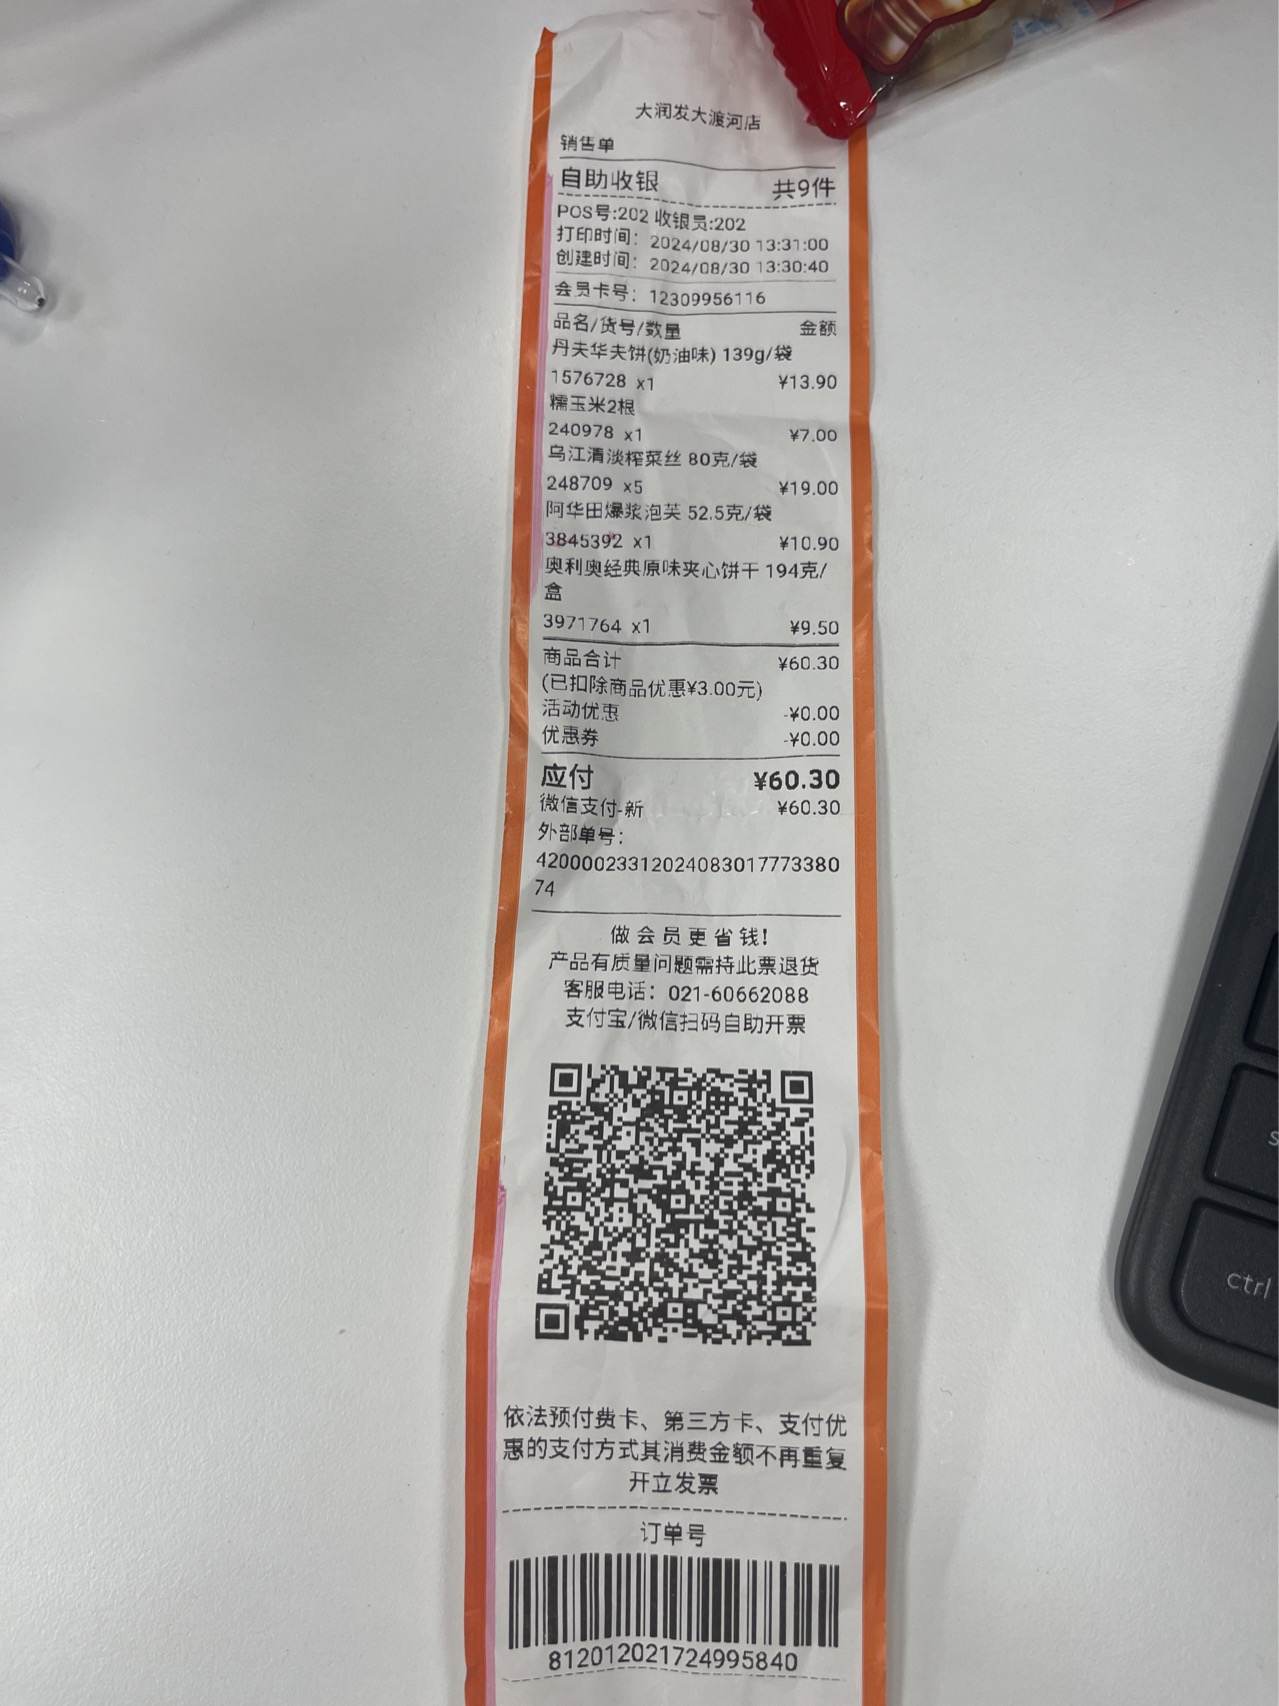 大润发大渡河店
销售单
自助收银 共9件
POS号:202 收银员:202
打印时间: 2024/08/30 13:31:00
创建时间: 2024/08/30 13:30:40
会员卡号: 12309956116
品名/货号/数量 金额
丹夫华夫饼(奶油味) 139g/袋
1576728 x1 ¥13.90
糯玉米2根
240978 x1 ¥7.00
乌江清淡榨菜丝 80克/袋
248709 x5 ¥19.00
阿华田爆浆泡芙 52.5克/袋
3845392 x1 ¥10.90
奥利奥经典原味夹心饼干 194克/
盒
3971764 x1 ¥9.50
商品合计 ¥60.30
(已扣除商品优惠¥3.00元)
活动优惠 -¥0.00
优惠券 -¥0.00
应付 ¥60.30
微信支付-新 ¥60.30
外部单号:
42000023312024083017773380
74
做会员更省钱!
产品有质量问题需持此票退货
客服电话: 021-60662088
支付宝/微信扫码自助开票
依法预付费卡、第三方卡、支付优
惠的支付方式其消费金额不再重复
开立发票
订单号
812012021724995840
ctrl